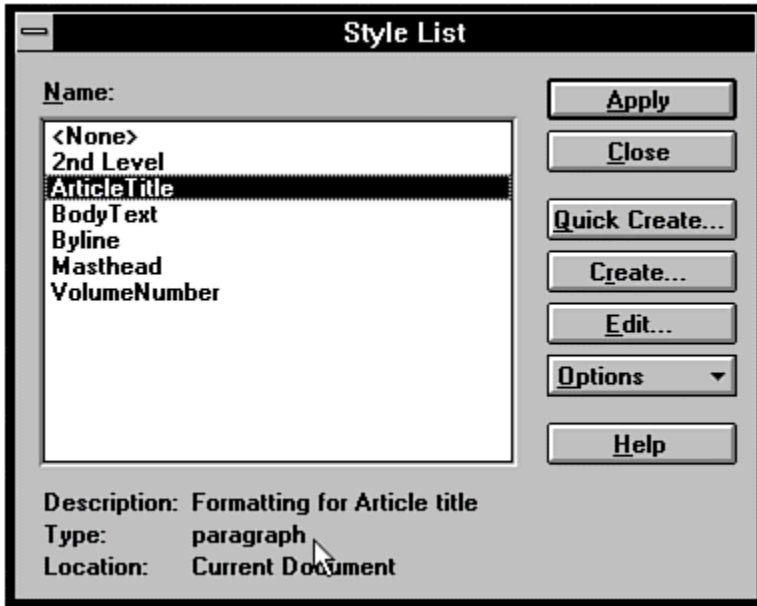 Style List
Name:
<None>
2nd Level
ArticleTitle
BodyText
Byline
Masthead
VolumeNumber
Apply
Close
Quick Create...
Create...
Edit...
Options
Help
Description: Formatting for Article title
Type: paragraph
Location: Current Document